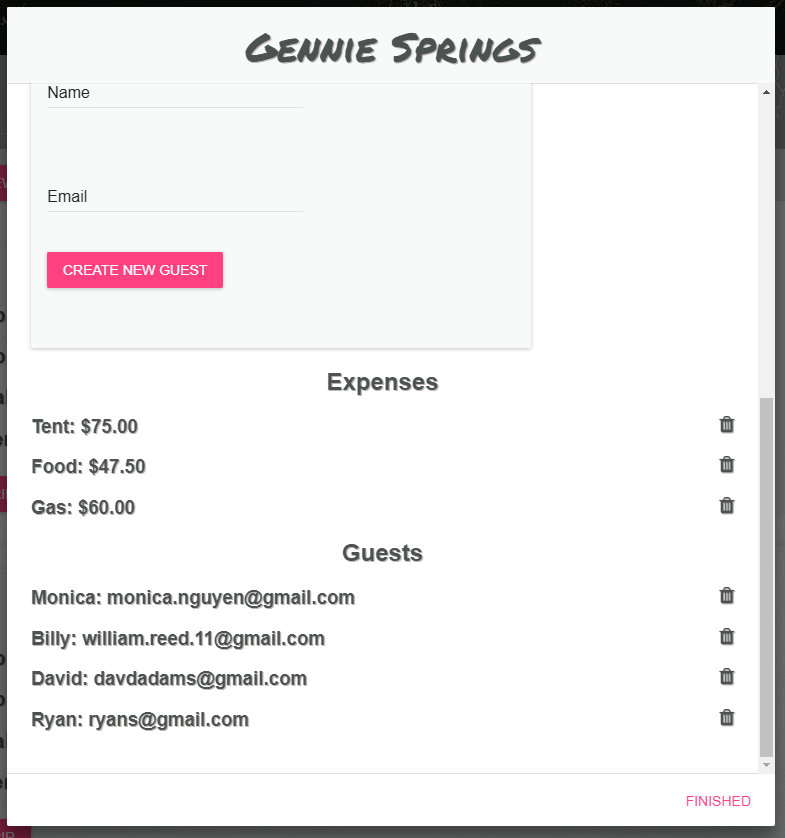 Gennie Springs
Name
Email
CREATE NEW GUEST
Expenses
Tent: $75.00
Food: $47.50
Gas: $60.00
Guests
Monica: monica.nguyen@gmail.com
Billy: william.reed.11@gmail.com
David: davdadams@gmail.com
Ryan: ryans@gmail.com
FINISHED